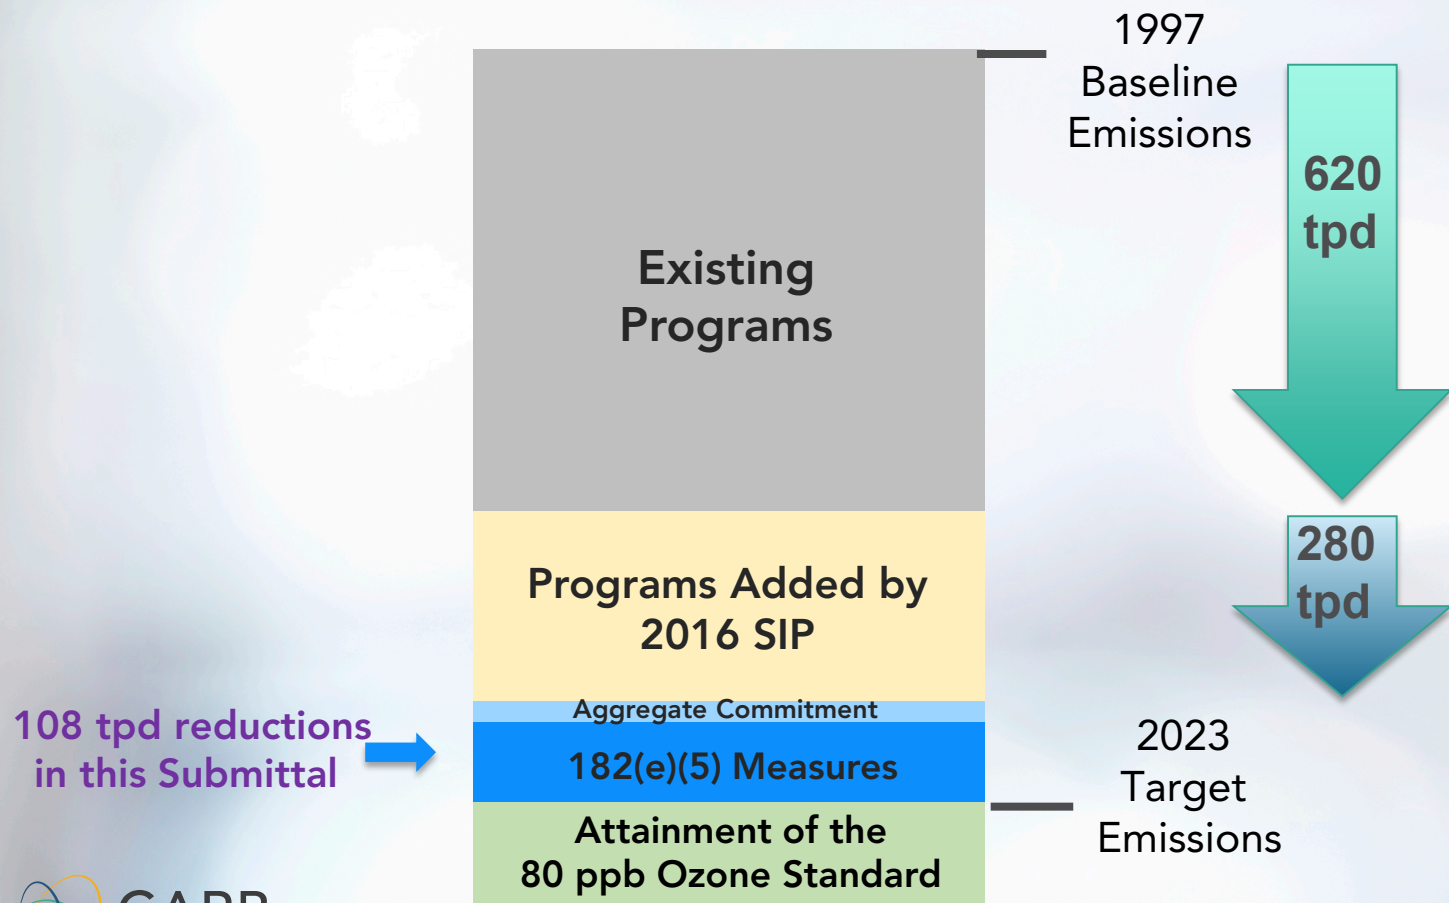 1997
Baseline
Emissions
620
tpd
Existing
Programs
280
tpd
Programs Added by
2016 SIP
Aggregate Commitment
108 tpd reductions
in this Submittal
182(e)(5) Measures
2023
Target
Emissions
Attainment of the
80 ppb Ozone Standard
CARB